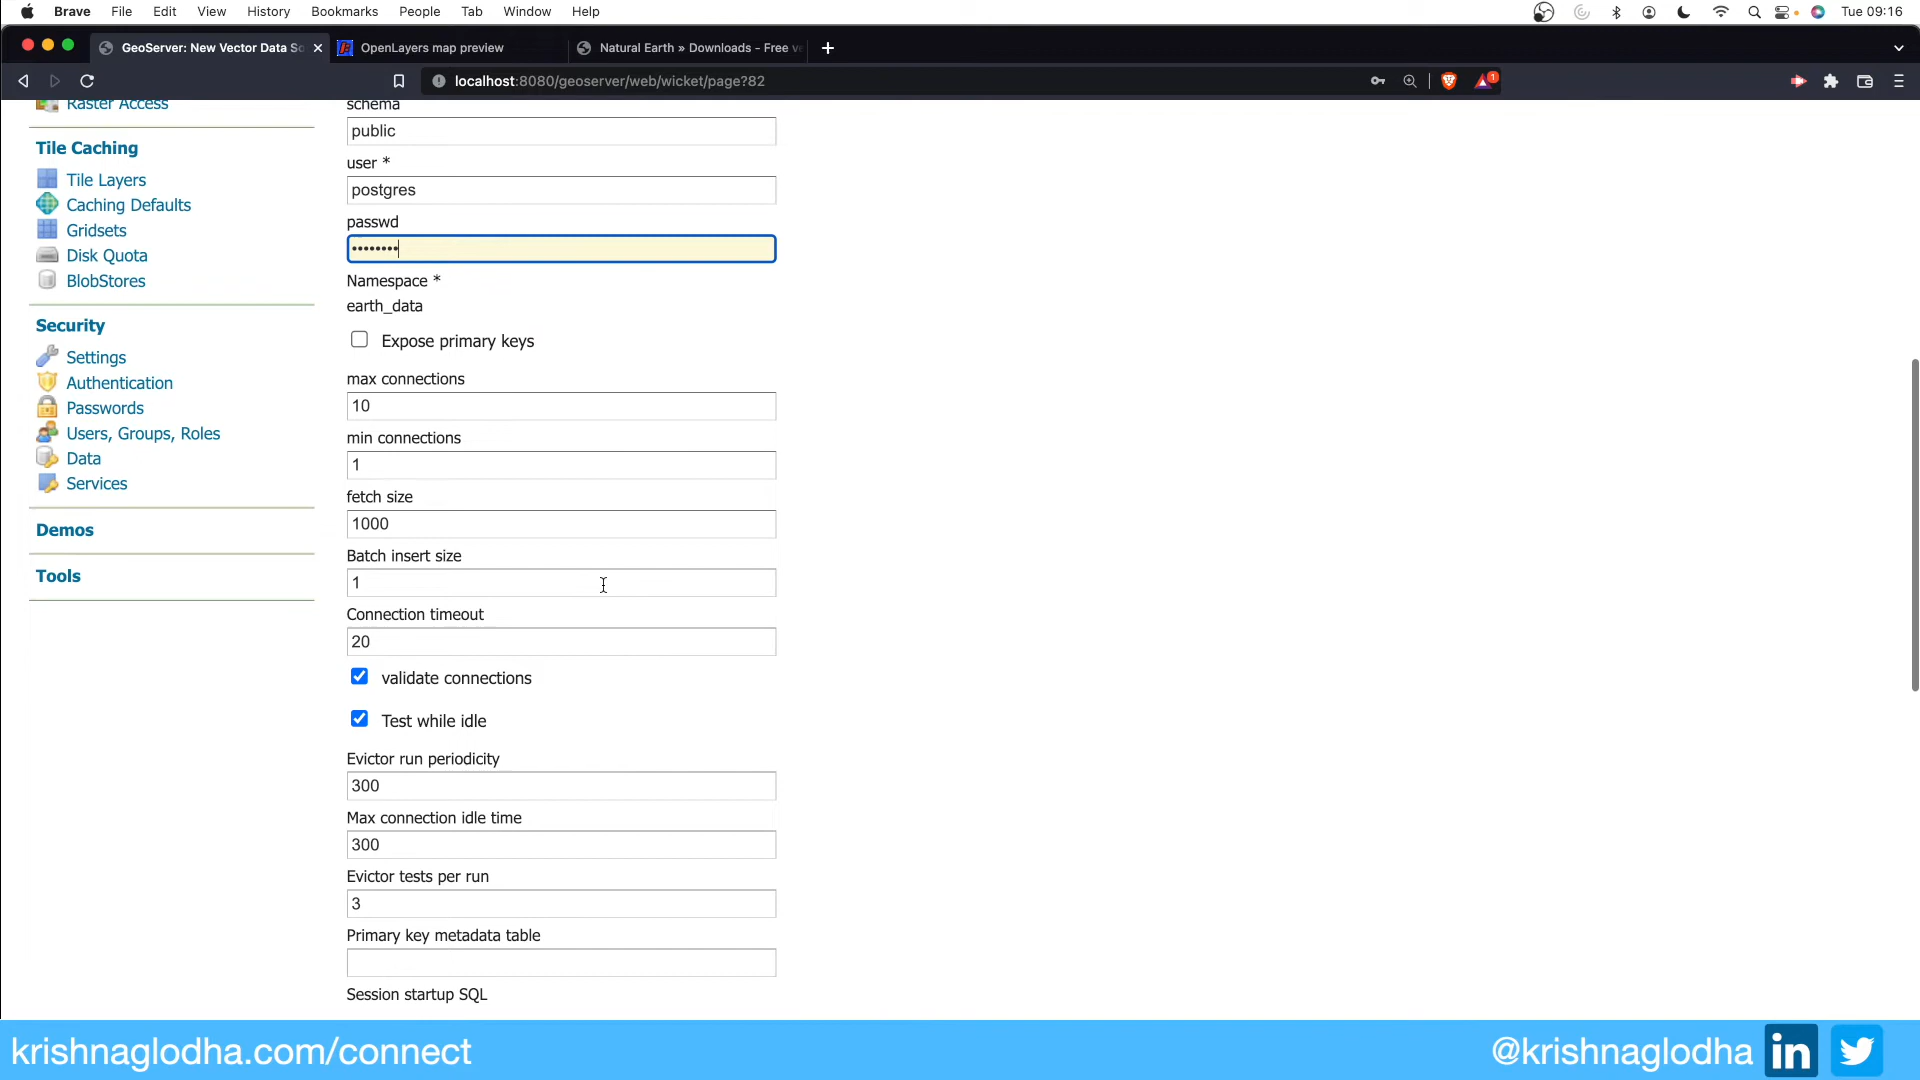 Brave File Edit View History Bookmarks People Tab Window Help Tue 09:16
GeoServer: New Vector Data So OpenLayers map preview Natural Earth » Downloads - Free ve
localhost:8080/geoserver/web/wicket/page?82 1
Raster Access
Tile Caching
Tile Layers
Caching Defaults
Gridsets
Disk Quota
BlobStores
Security
Settings
Authentication
Passwords
Users, Groups, Roles
Data
Services
Demos
Tools
schema
public
user *
postgres
passwd
••••••••
Namespace *
earth_data
Expose primary keys
max connections
10
min connections
1
fetch size
1000
Batch insert size
1
Connection timeout
20
validate connections
Test while idle
Evictor run periodicity
300
Max connection idle time
300
Evictor tests per run
3
Primary key metadata table
Session startup SQL
krishnaglodha.com/connect @krishnaglodha in